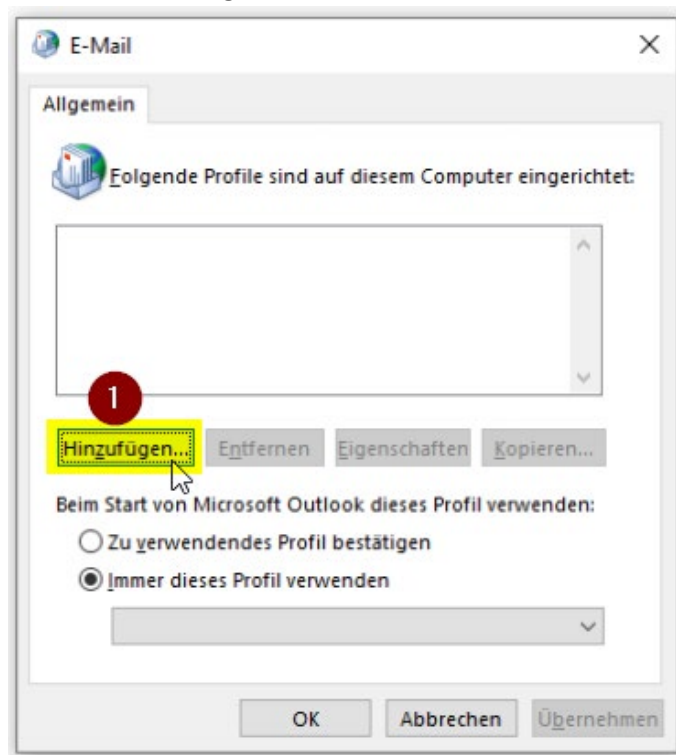 E-Mail
Allgemein
Folgende Profile sind auf diesem Computer eingerichtet:
1
Hinzufügen... Entfernen Eigenschaften Kopieren...
Beim Start von Microsoft Outlook dieses Profil verwenden:
Zu verwendendes Profil bestätigen
Immer dieses Profil verwenden
OK Abbrechen Übernehmen